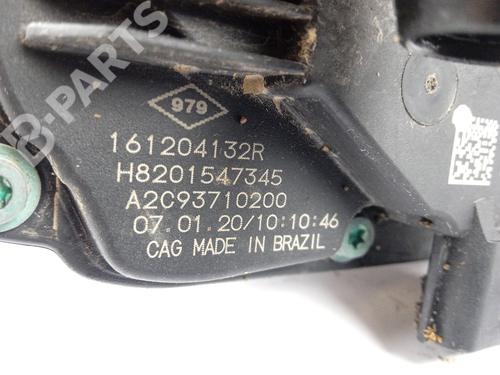 B-PARTS
979
161204132R
H8201547345
A2C93710200
07.01.20/10:10:46
CAG MADE IN BRAZIL